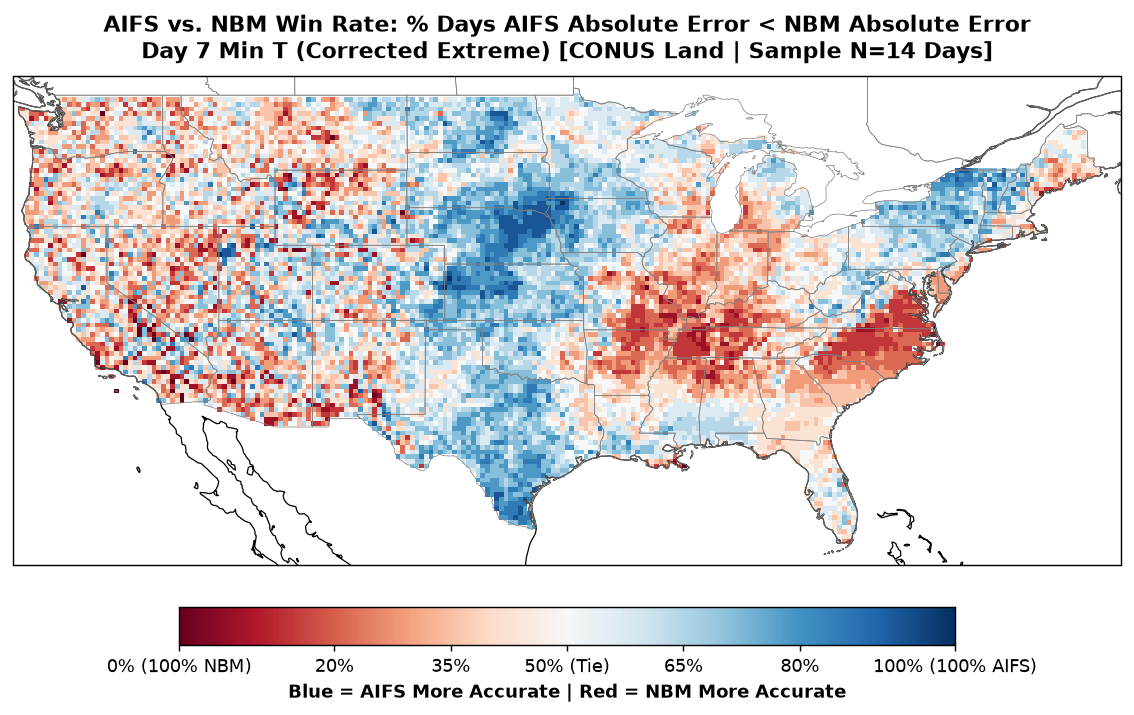 AIFS vs. NBM Win Rate: % Days AIFS Absolute Error < NBM Absolute Error
Day 7 Min T (Corrected Extreme) [CONUS Land | Sample N=14 Days]
0% (100% NBM) 20% 35% 50% (Tie) 65% 80% 100% (100% AIFS)
Blue = AIFS More Accurate | Red = NBM More Accurate